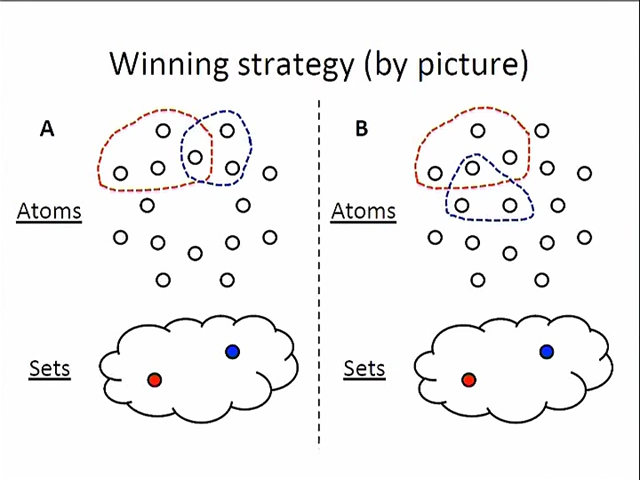 Winning strategy (by picture)
A
B
Atoms
Atoms
Sets
Sets